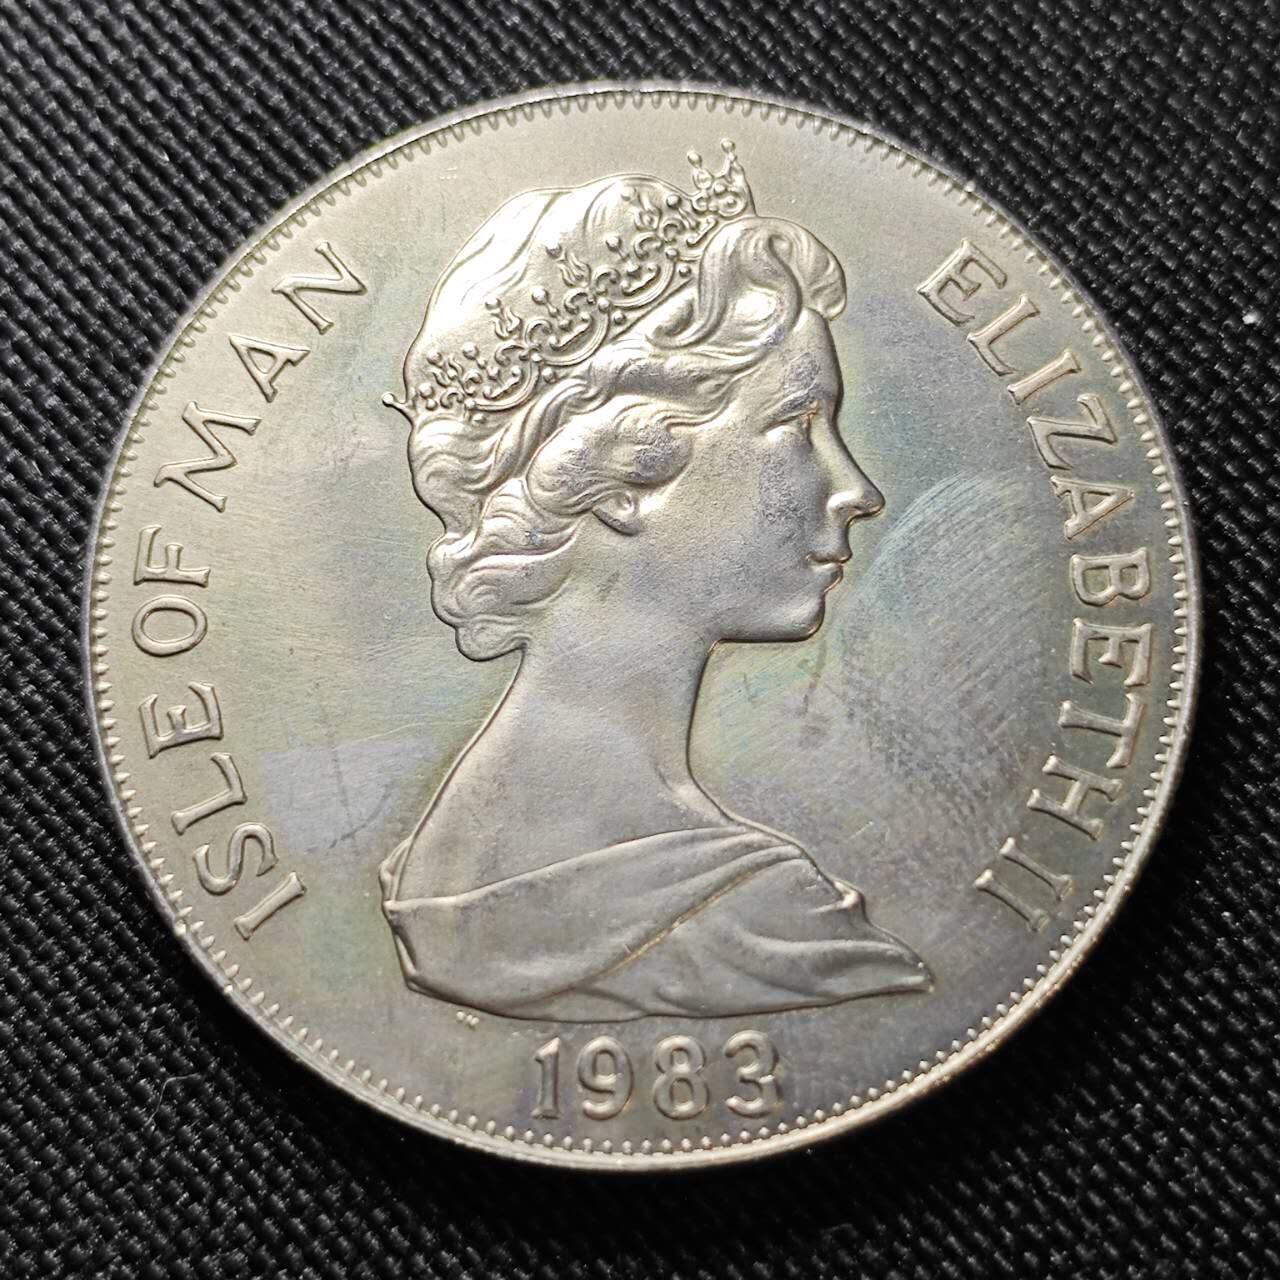 ISLE OF MAN
ELIZABETH II
1983